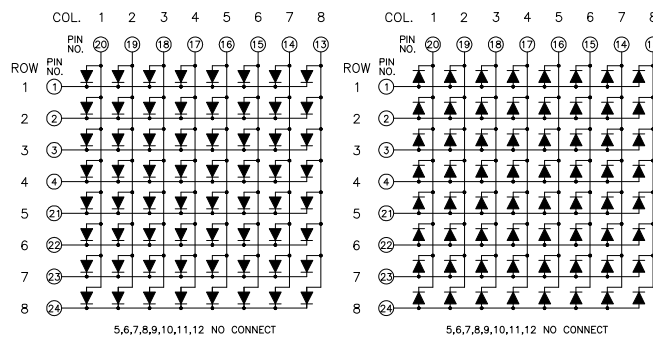 COL. 1 2 3 4 5 6 7 8
PIN NO. 20 19 18 17 16 15 14 13
ROW PIN NO.
1 1
2 2
3 3
4 4
5 21
6 22
7 23
8 24
5,6,7,8,9,10,11,12 NO CONNECT
COL. 1 2 3 4 5 6 7 8
PIN NO. 20 19 18 17 16 15 14
ROW PIN NO.
1 1
2 2
3 3
4 4
5 21
6 22
7 23
8 24
5,6,7,8,9,10,11,12 NO CONNECT